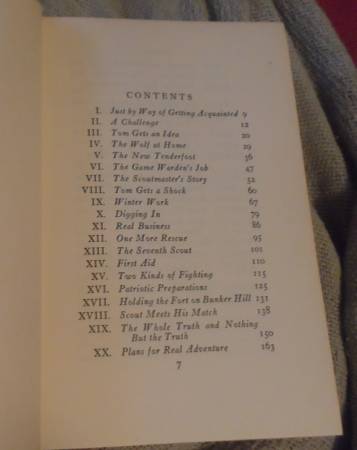 CONTENTS
I. Just by Way of Getting Acquainted 9
II. A Challenge 12
III. Tom Gets an Idea 20
IV. The Wolf at Home 29
V. The New Tenderfoot 36
VI. The Game Warden's Job 47
VII. The Scoutmaster's Story 52
VIII. Tom Gets a Shock 60
IX. Winter Work 67
X. Digging In 79
XI. Real Business 86
XII. One More Rescue 95
XIII. The Seventh Scout 101
XIV. First Aid 110
XV. Two Kinds of Fighting 115
XVI. Patriotic Preparations 125
XVII. Holding the Fort on Bunker Hill 131
XVIII. Scout Meets His Match 138
XIX. The Whole Truth and Nothing
But the Truth 150
XX. Plans for Real Adventure 163
7